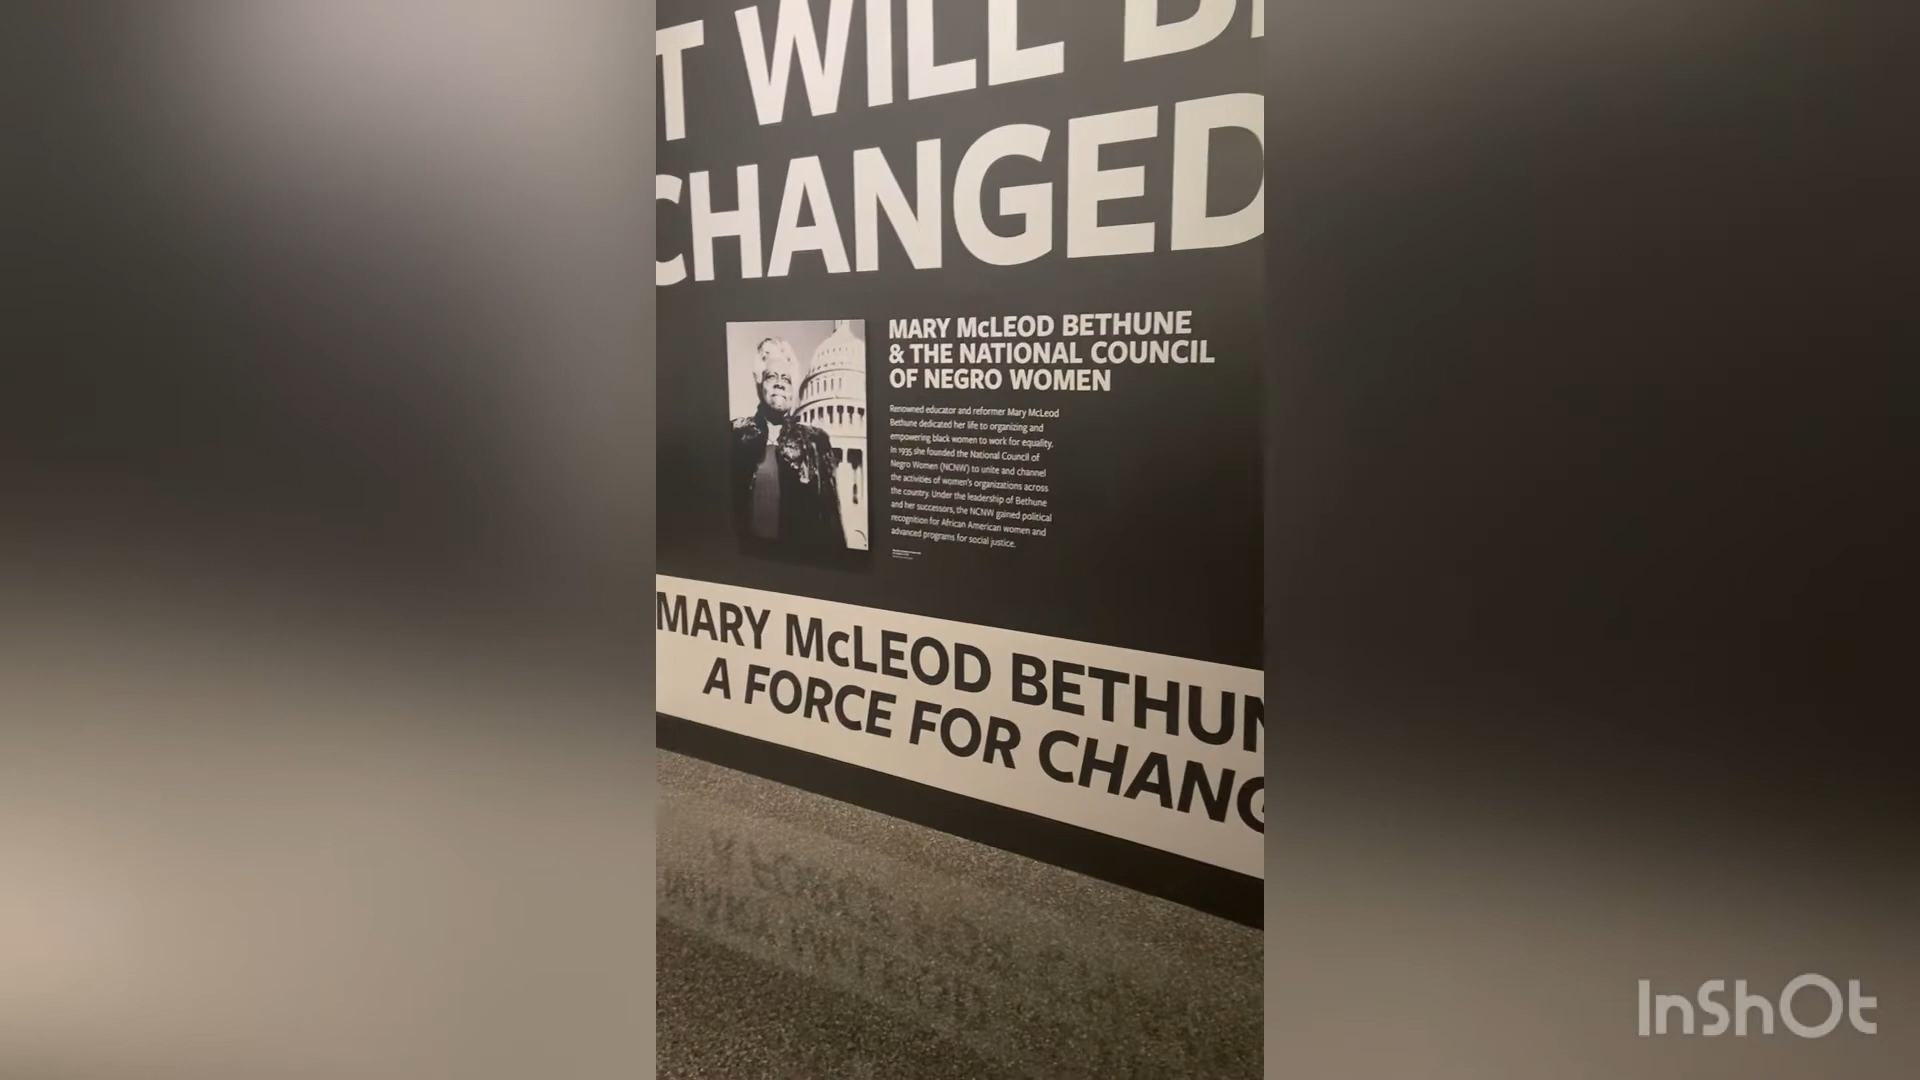 T WILL
CHANGED
MARY McLEOD BETHUNE
& THE NATIONAL COUNCIL
OF NEGRO WOMEN
Renowned educator and reformer Mary McLeod
Bethune dedicated her life to organizing and
empowering black women to work for equality.
In 1935 she founded the National Council of
Negro Women (NCNW) to unite and channel
the activities of women's organizations across
the country. Under the leadership of Bethune
and her successors, the NCNW gained political
recognition for African American women and
advanced programs for social justice.
MARY McLEOD BETHUN
A FORCE FOR CHANG
InShOt